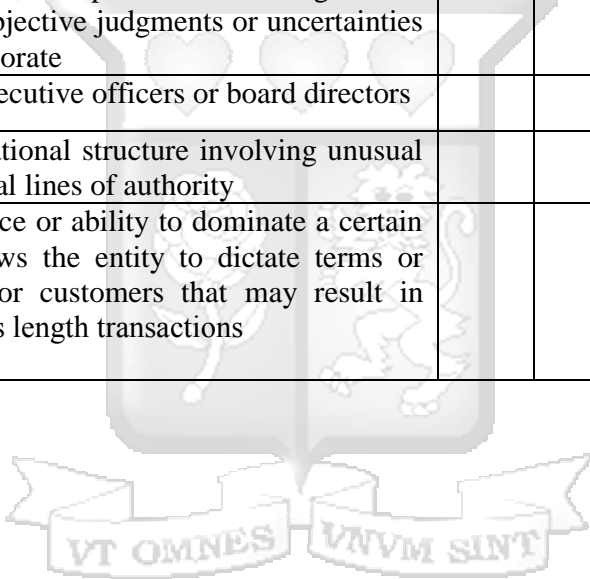 bjective judgments or uncertainties
orate
ecutive officers or board directors
ational structure involving unusual
al lines of authority
ce or ability to dominate a certain
ws the entity to dictate terms or
or customers that may result in
s length transactions
VT OMNES VNVM SINT